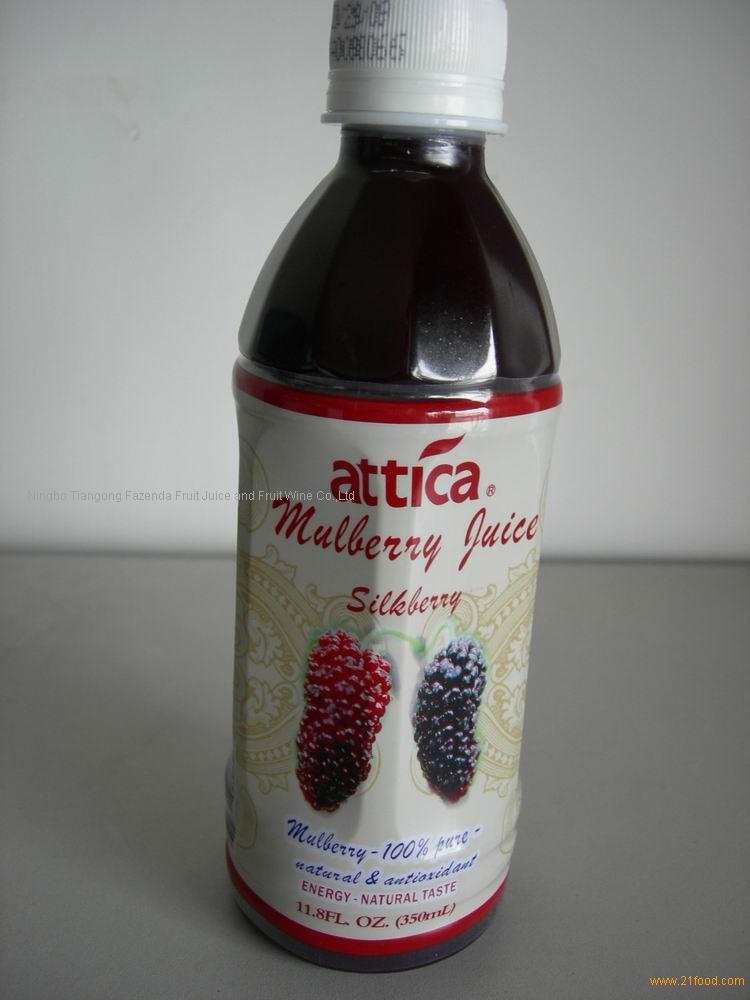 attica®
Ningbo Tiangong Fazenda Fruit Juice and Fruit Wine Co.,Ltd
Mulberry Juice
Silkberry
Mulberry-100% pure-
natural & antioxidant
ENERGY-NATURAL TASTE
11.8FL. OZ. (350mL)
www.21food.com